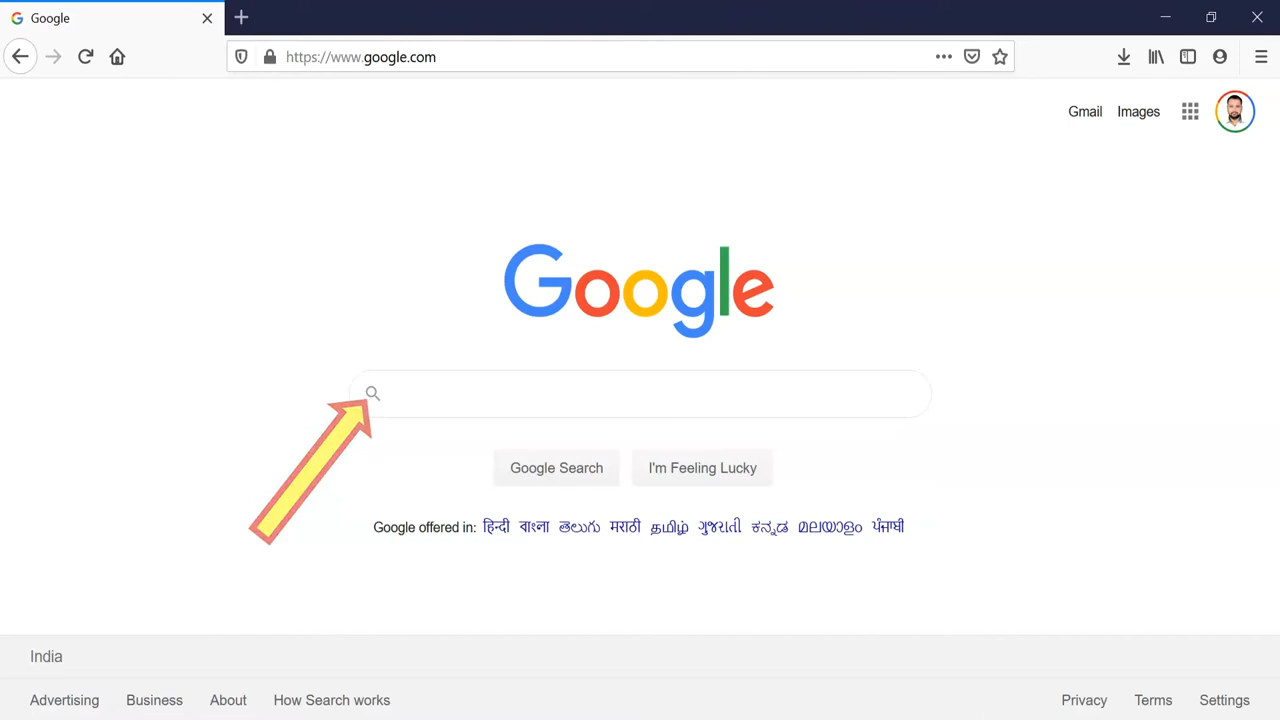 Google
https://www.google.com
Gmail Images
Google
Google Search I'm Feeling Lucky
Google offered in: हिन्दी বাংলা తెలుగు मराठी தமிழ் ગુજરાતી ಕನ್ನಡ മലയാളം ਪੰਜਾਬੀ
India
Advertising Business About How Search works Privacy Terms Settings